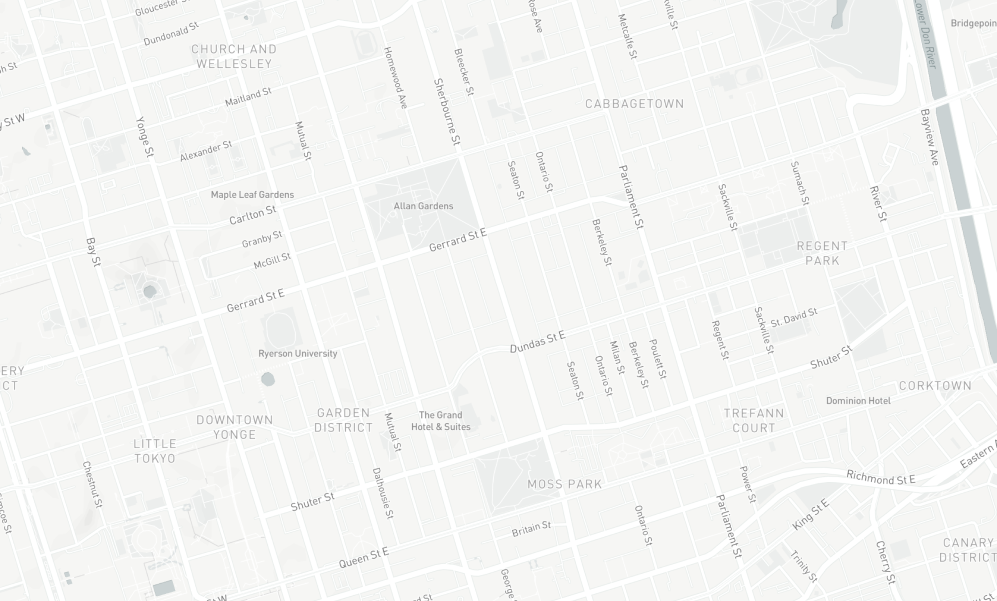 Gloucester St
Dundonald St
CHURCH AND
WELLESLEY
Homewood Ave
Bleecker St
Sherbourne St
Rose Ave
Metcalfe St
Lower Don River
Bridgepoin
Maitland St
CABBAGETOWN
St W
Yonge St
Mutual St
Alexander St
Bayview Ave
Seaton St
Ontario St
Parliament St
Sackville St
Sumach St
River St
Maple Leaf Gardens
Allan Gardens
Carlton St
Granby St
McGill St
Gerrard St E
Berkeley St
Bay St
REGENT
PARK
Gerrard St E
Ryerson University
Dundas St E
Seaton St
Ontario St
Milan St
Berkeley St
Poulett St
Regent St
Sackville St
St. David St
Shuter St
ERY
CT
CORKTOWN
Dominion Hotel
GARDEN
DISTRICT
Mutual St
The Grand
Hotel & Suites
DOWNTOWN
YONGE
TREFANN
COURT
LITTLE
TOKYO
Chestnut St
Dalhousie St
Shuter St
MOSS PARK
Power St
Richmond St E
Eastern A
Simcoe St
Parliament St
King St E
Ontario St
Britain St
Queen St E
George
Trinity St
Cherry St
CANARY
DISTRICT